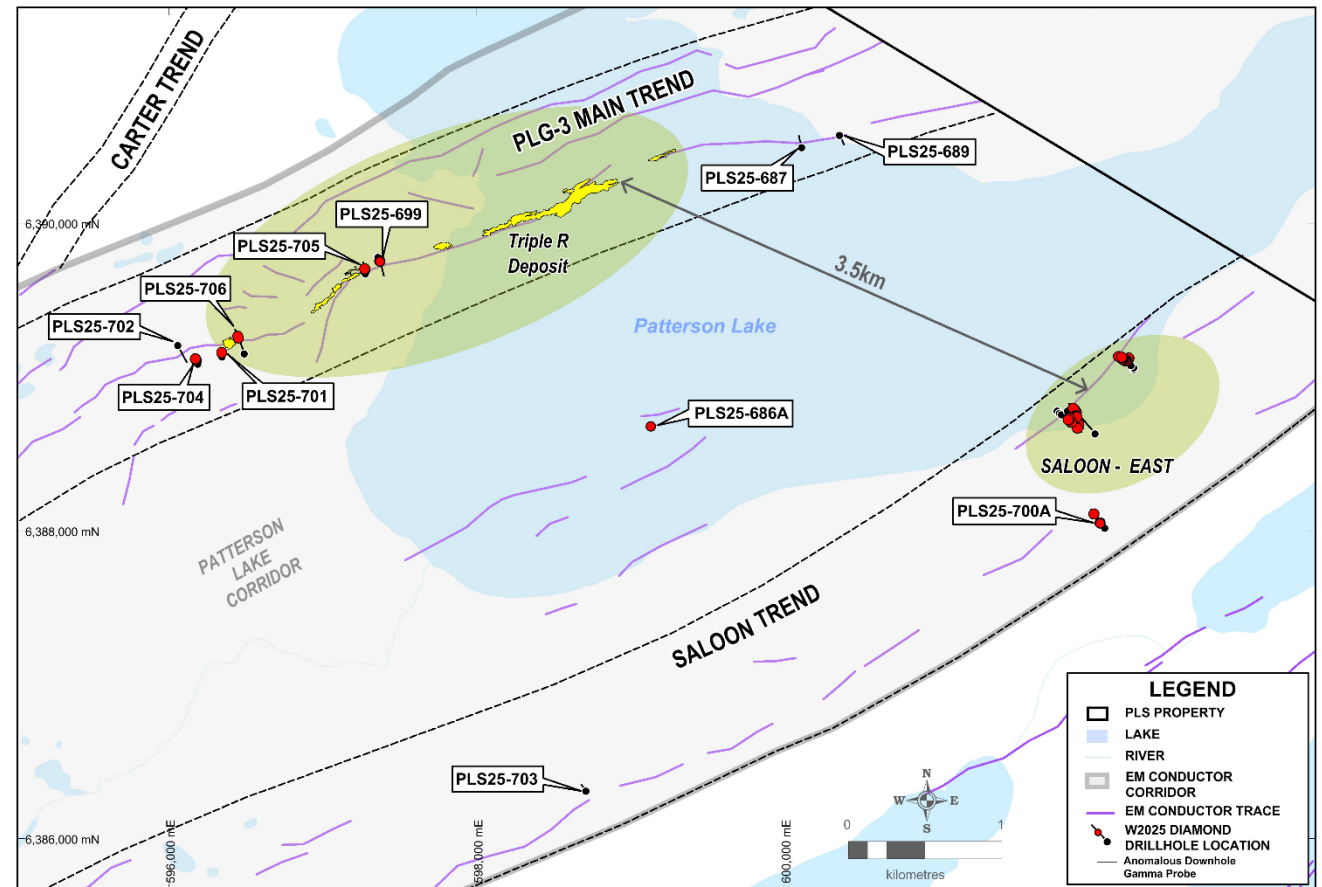 CARTER TREND
PLG-3 MAIN TREND
PLS25-689
PLS25-687
PLS25-699
6,390,000 mN
PLS25-705
Triple R
Deposit
3.5km
PLS25-706
PLS25-702
Patterson Lake
PLS25-704
PLS25-701
PLS25-686A
SALOON - EAST
PLS25-700A
6,388,000 mN
PATTERSON
LAKE
CORRIDOR
SALOON TREND
PLS25-703
6,386,000 mN
596,000 mE
598,000 mE
600,000 mE
N
W
E
S
0
1
kilometres
LEGEND
PLS PROPERTY
LAKE
RIVER
EM CONDUCTOR
CORRIDOR
EM CONDUCTOR TRACE
W2025 DIAMOND
DRILLHOLE LOCATION
Anomalous Downhole
Gamma Probe